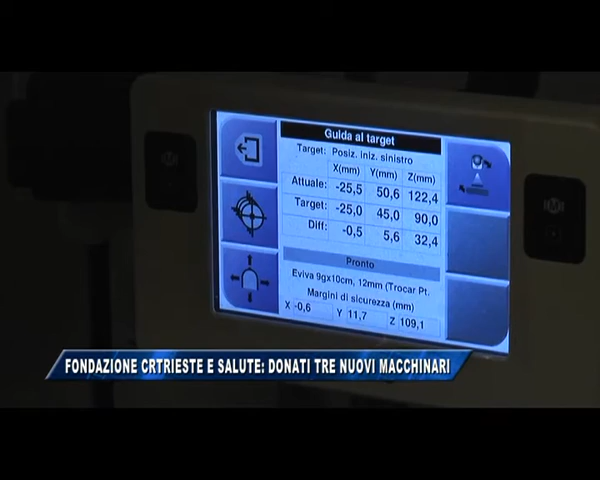 Guida al target
Target: Posiz. iniz. sinistro
X(mm) Y(mm) Z(mm)
Attuale: -25,5 50,6 122,4
Target: -25,0 45,0 90,0
Diff: -0,5 5,6 32,4
Pronto
Eviva 9gx10cm, 12mm (Trocar Pt.
Margini di sicurezza (mm)
X -0,6 Y 11,7 Z 109,1
FONDAZIONE CRTRIESTE E SALUTE: DONATI TRE NUOVI MACCHINARI